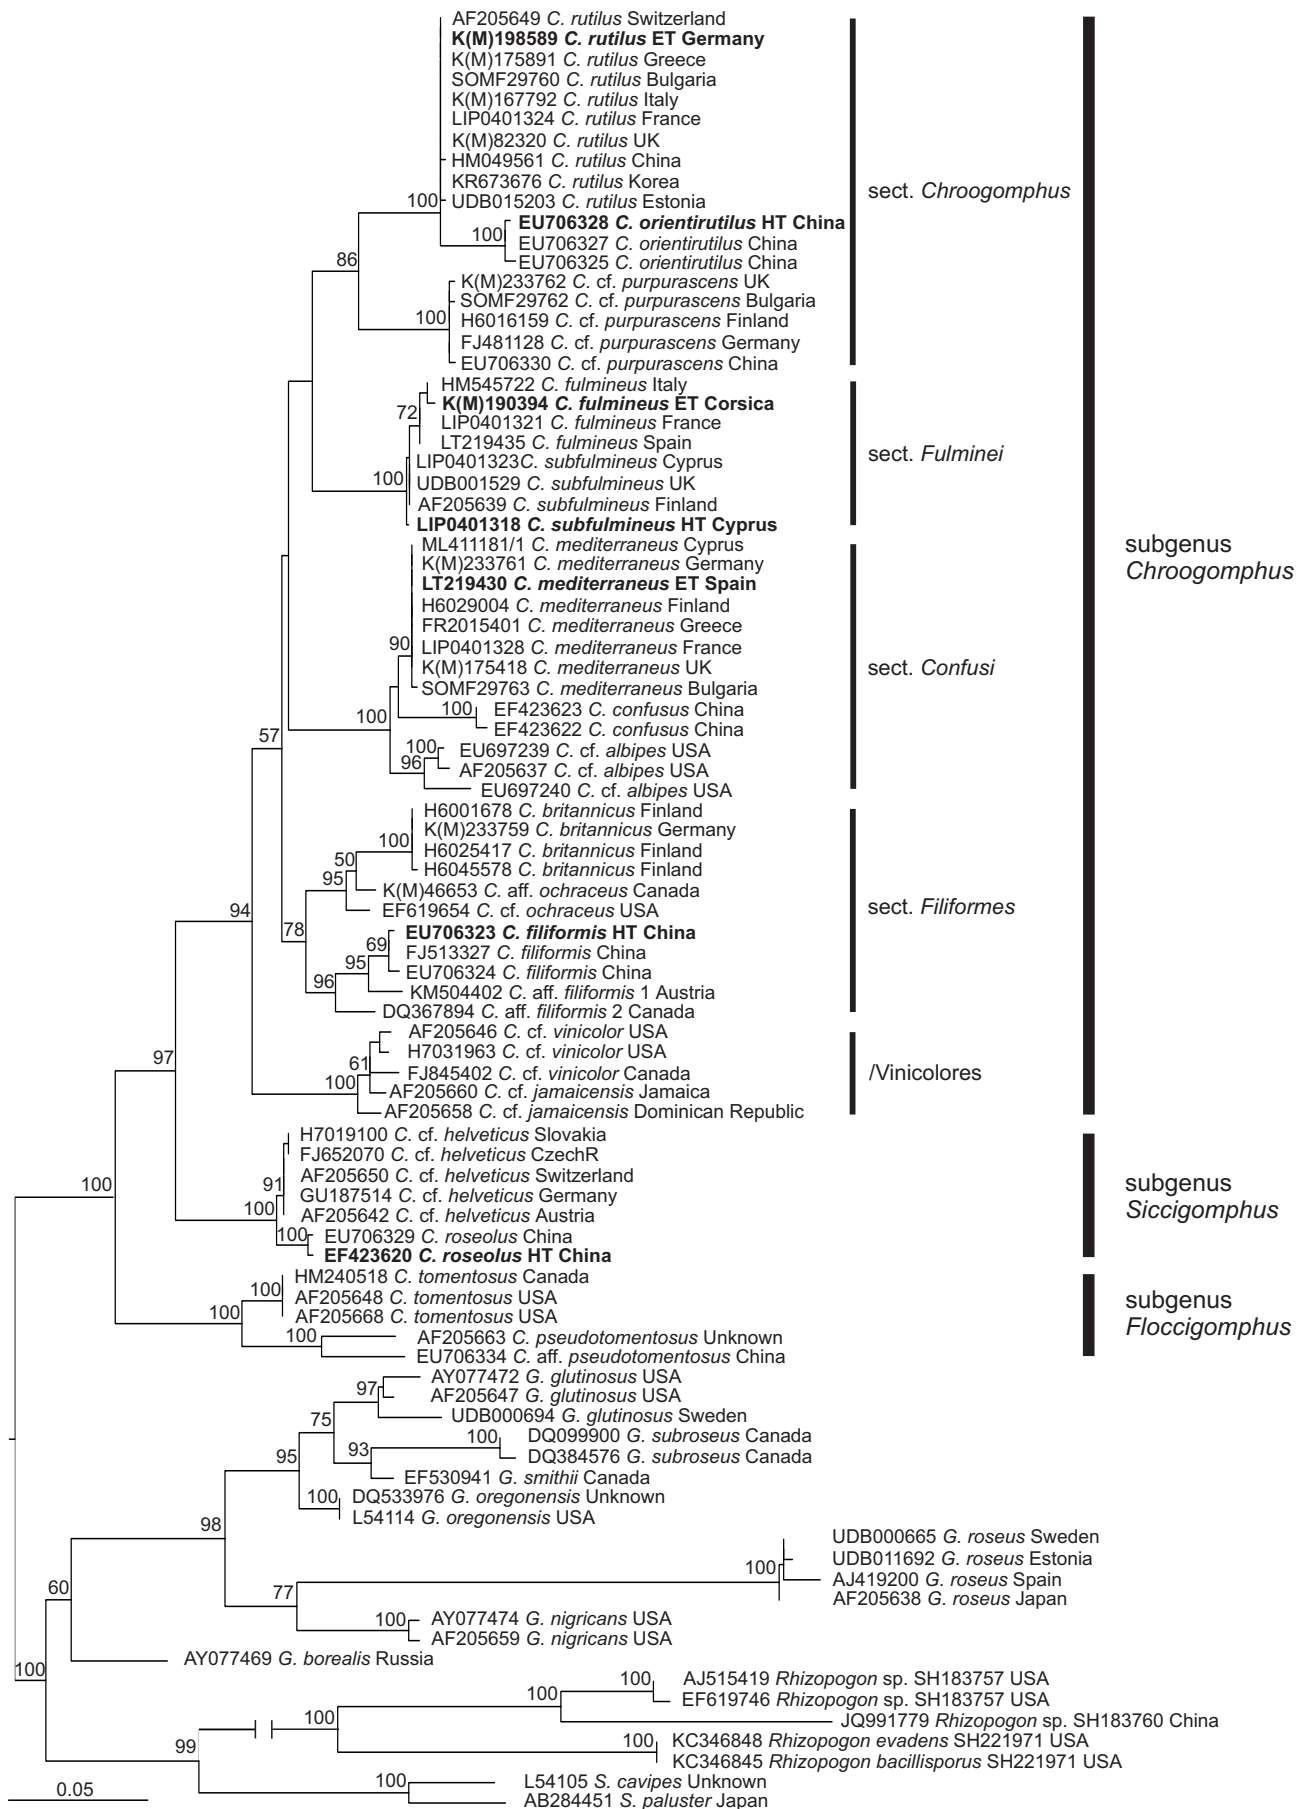 AF205649 C. rutilus Switzerland
K(M)198589 C. rutilus ET Germany
K(M)175891 C. rutilus Greece
SOMF29760 C. rutilus Bulgaria
K(M)167792 C. rutilus Italy
LIP0401324 C. rutilus France
K(M)82320 C. rutilus UK
HM049561 C. rutilus China
KR673676 C. rutilus Korea
UDB015203 C. rutilus Estonia
100
sect. Chroogomphus
EU706328 C. orientirutilus HT China
100
EU706327 C. orientirutilus China
EU706325 C. orientirutilus China
86
K(M)233762 C. cf. purpurascens UK
SOMF29762 C. cf. purpurascens Bulgaria
100
H6016159 C. cf. purpurascens Finland
FJ481128 C. cf. purpurascens Germany
EU706330 C. cf. purpurascens China
HM545722 C. fulmineus Italy
K(M)190394 C. fulmineus ET Corsica
72
LIP0401321 C. fulmineus France
LT219435 C. fulmineus Spain
sect. Fulminei
LIP0401323C. subfulmineus Cyprus
100
UDB001529 C. subfulmineus UK
AF205639 C. subfulmineus Finland
LIP0401318 C. subfulmineus HT Cyprus
ML411181/1 C. mediterraneus Cyprus
subgenus
Chroogomphus
K(M)233761 C. mediterraneus Germany
LT219430 C. mediterraneus ET Spain
H6029004 C. mediterraneus Finland
FR2015401 C. mediterraneus Greece
90
LIP0401328 C. mediterraneus France
K(M)175418 C. mediterraneus UK
sect. Confusi
SOMF29763 C. mediterraneus Bulgaria
100
100
EF423623 C. confusus China
EF423622 C. confusus China
57
100
EU697239 C. cf. albipes USA
96
AF205637 C. cf. albipes USA
EU697240 C. cf. albipes USA
H6001678 C. britannicus Finland
K(M)233759 C. britannicus Germany
100
H6025417 C. britannicus Finland
50
H6045578 C. britannicus Finland
95
K(M)46653 C. aff. ochraceus Canada
EF619654 C. cf. ochraceus USA
sect. Filiformes
94
78
EU706323 C. filiformis HT China
69
FJ513327 C. filiformis China
95
EU706324 C. filiformis China
96
KM504402 C. aff. filiformis 1 Austria
DQ367894 C. aff. filiformis 2 Canada
AF205646 C. cf. vinicolor USA
H7031963 C. cf. vinicolor USA
97
61
FJ845402 C. cf. vinicolor Canada
/Vinicolores
100
AF205660 C. cf. jamaicensis Jamaica
AF205658 C. cf. jamaicensis Dominican Republic
H7019100 C. cf. helveticus Slovakia
FJ652070 C. cf. helveticus CzechR
AF205650 C. cf. helveticus Switzerland
100
91
GU187514 C. cf. helveticus Germany
subgenus
Siccigomphus
100
AF205642 C. cf. helveticus Austria
100
EU706329 C. roseolus China
EF423620 C. roseolus HT China
HM240518 C. tomentosus Canada
100
AF205648 C. tomentosus USA
100
AF205668 C. tomentosus USA
subgenus
Floccigomphus
100
AF205663 C. pseudotomentosus Unknown
EU706334 C. aff. pseudotomentosus China
AY077472 G. glutinosus USA
97
AF205647 G. glutinosus USA
75
UDB000694 G. glutinosus Sweden
100
DQ099900 G. subroseus Canada
95
93
DQ384576 G. subroseus Canada
EF530941 G. smithii Canada
100
DQ533976 G. oregonensis Unknown
L54114 G. oregonensis USA
98
UDB000665 G. roseus Sweden
UDB011692 G. roseus Estonia
100
AJ419200 G. roseus Spain
60
77
AF205638 G. roseus Japan
100
AY077474 G. nigricans USA
AF205659 G. nigricans USA
AY077469 G. borealis Russia
100
100
AJ515419 Rhizopogon sp. SH183757 USA
100
EF619746 Rhizopogon sp. SH183757 USA
100
JQ991779 Rhizopogon sp. SH183760 China
99
100
KC346848 Rhizopogon evadens SH221971 USA
KC346845 Rhizopogon bacillisporus SH221971 USA
100
L54105 S. cavipes Unknown
AB284451 S. paluster Japan
0.05